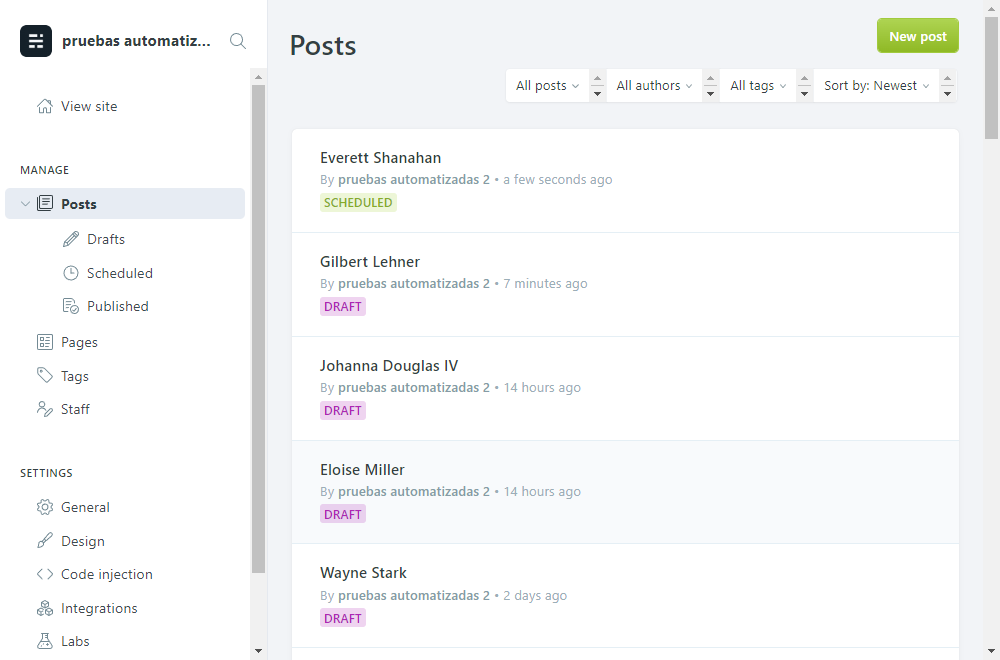 pruebas automatiz...
View site
MANAGE
Posts
Drafts
Scheduled
Published
Pages
Tags
Staff
SETTINGS
General
Design
Code injection
Integrations
Labs
Posts
New post
All posts
All authors
All tags
Sort by: Newest
Everett Shanahan
By pruebas automatizadas 2 • a few seconds ago
SCHEDULED
Gilbert Lehner
By pruebas automatizadas 2 • 7 minutes ago
DRAFT
Johanna Douglas IV
By pruebas automatizadas 2 • 14 hours ago
DRAFT
Eloise Miller
By pruebas automatizadas 2 • 14 hours ago
DRAFT
Wayne Stark
By pruebas automatizadas 2 • 2 days ago
DRAFT